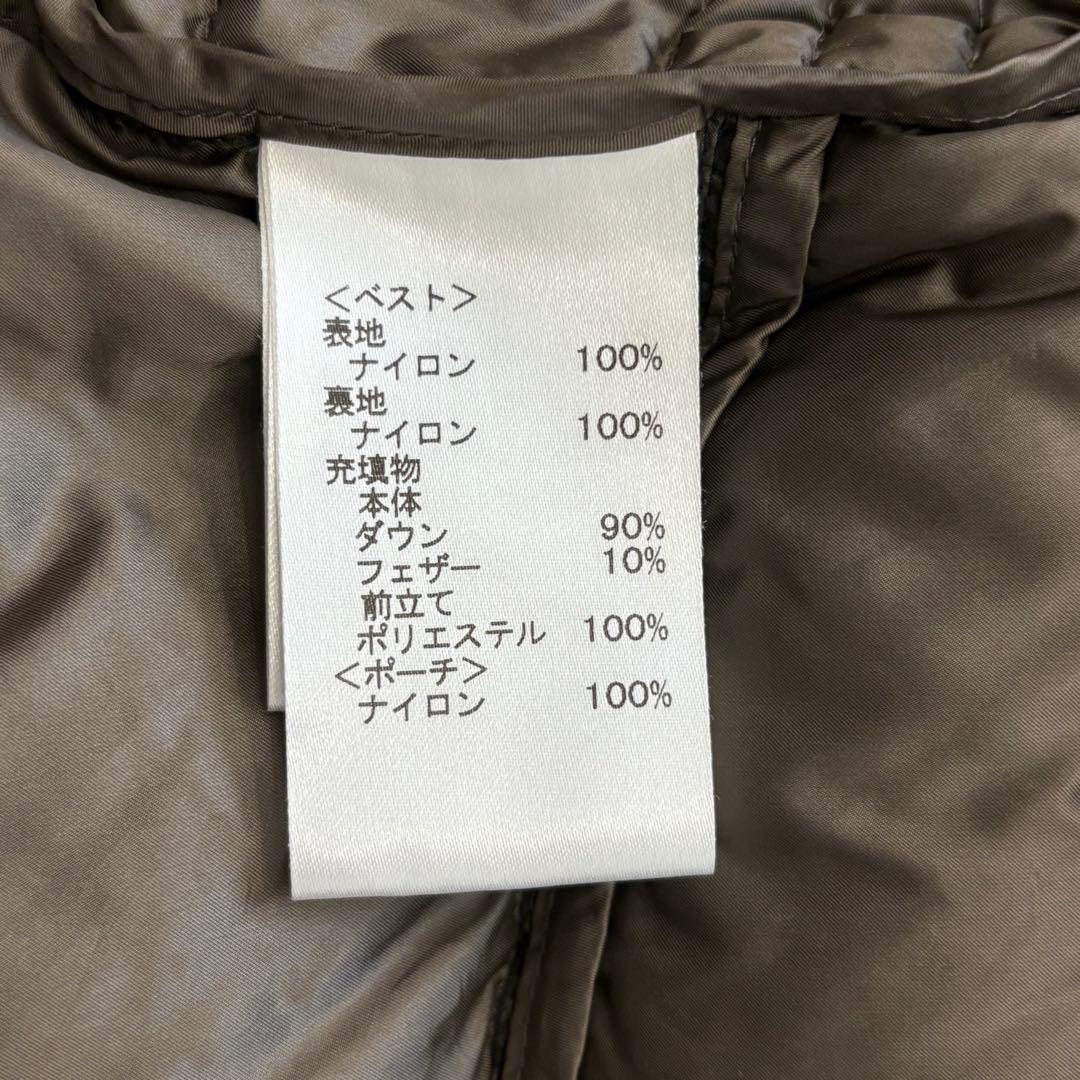 <ベスト>
表地
ナイロン 100%
裏地
ナイロン 100%
充填物
本体
ダウン 90%
フェザー 10%
前立て
ポリエステル 100%
<ポーチ>
ナイロン 100%